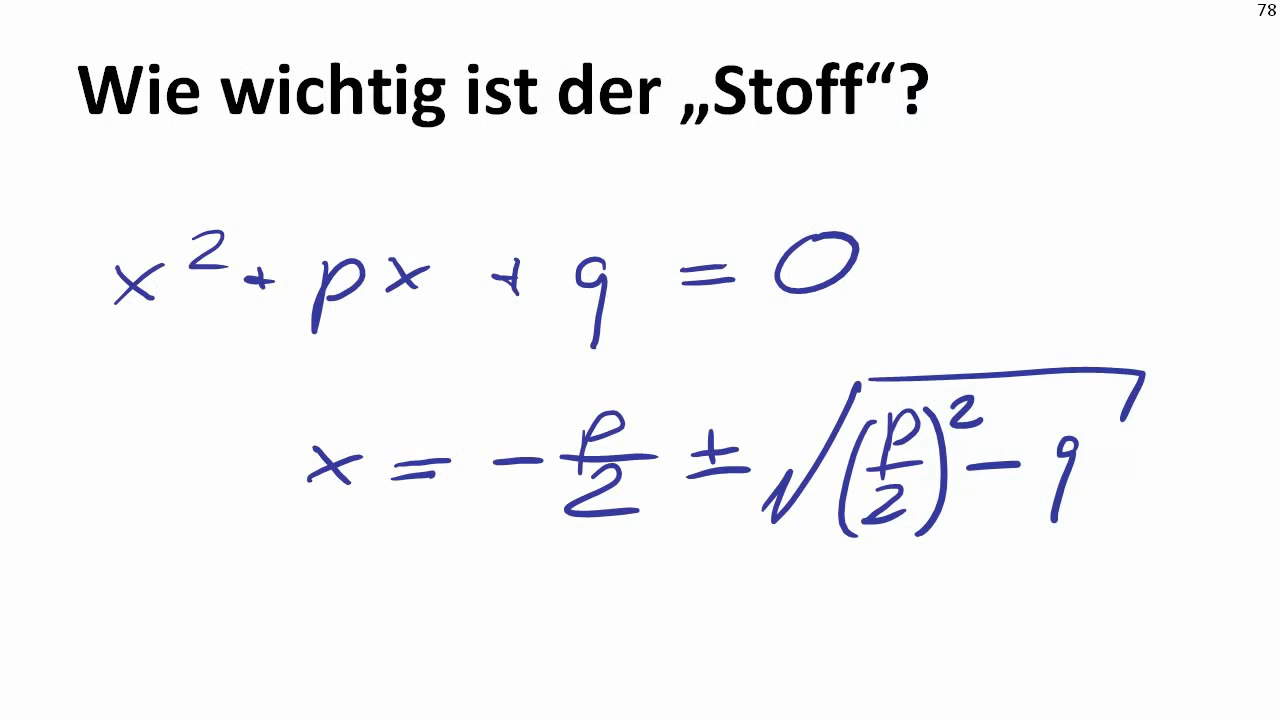 78
Wie wichtig ist der „Stoff“?
x² + px + q = 0
x = - p/2 ± √((p/2)² - q)